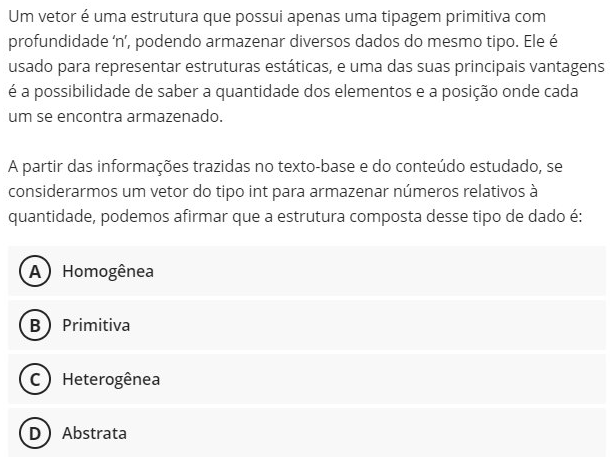 Um vetor é uma estrutura que possui apenas uma tipagem primitiva com
profundidade ‘n’, podendo armazenar diversos dados do mesmo tipo. Ele é
usado para representar estruturas estáticas, e uma das suas principais vantagens
é a possibilidade de saber a quantidade dos elementos e a posição onde cada
um se encontra armazenado.
A partir das informações trazidas no texto-base e do conteúdo estudado, se
considerarmos um vetor do tipo int para armazenar números relativos à
quantidade, podemos afirmar que a estrutura composta desse tipo de dado é:
A Homogênea
B Primitiva
C Heterogênea
D Abstrata